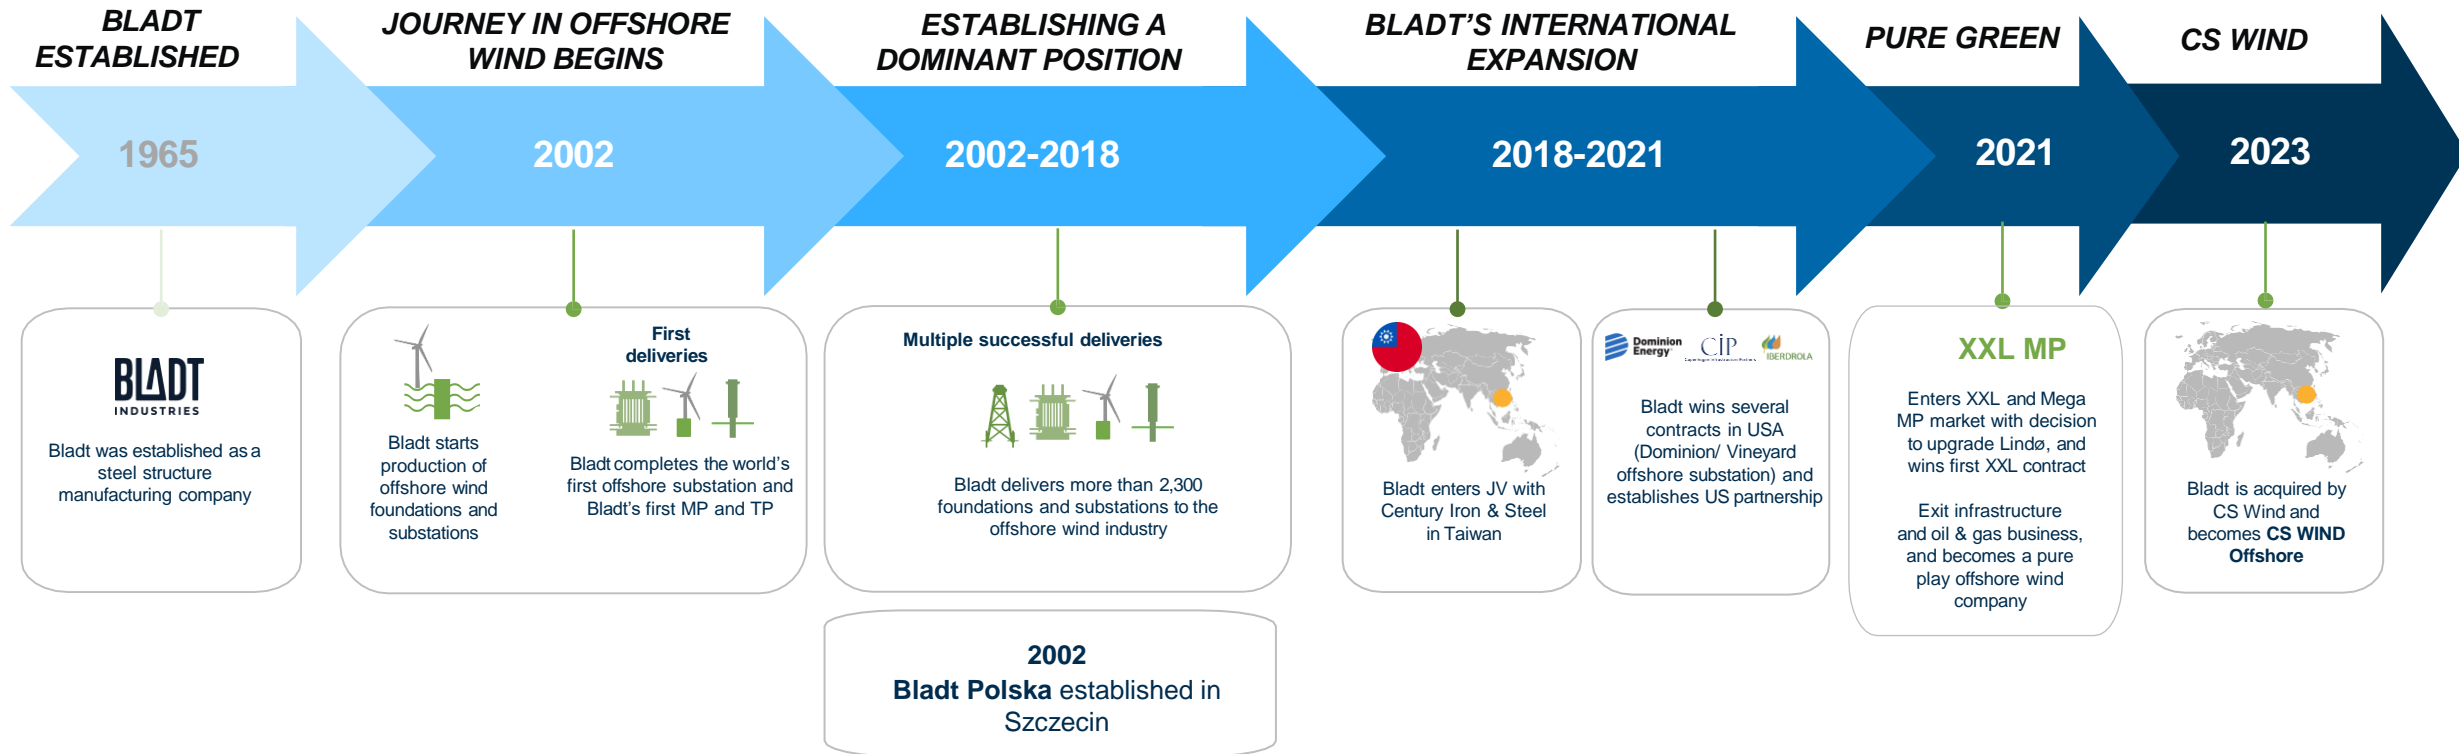 BLADT
ESTABLISHED
JOURNEY IN OFFSHORE
WIND BEGINS
ESTABLISHING A
DOMINANT POSITION
BLADT'S INTERNATIONAL
EXPANSION
PURE GREEN
CS WIND
1965
2002
2002-2018
2018-2021
2021
2023
BLADT
INDUSTRIES
Bladt was established as a
steel structure
manufacturing company
Bladt starts
production of
offshore wind
foundations and
substations
First
deliveries
Bladt completes the world's
first offshore substation and
Bladt's first MP and TP
Multiple successful deliveries
Bladt delivers more than 2,300
foundations and substations to the
offshore wind industry
2002
Bladt Polska established in
Szczecin
Bladt enters JV with
Century Iron & Steel
in Taiwan
Dominion
Energy
CIP
Copenhagen Infrastructure Partners
IBERDROLA
Bladt wins several
contracts in USA
(Dominion/ Vineyard
offshore substation) and
establishes US partnership
XXL MP
Enters XXL and Mega
MP market with decision
to upgrade Lindø, and
wins first XXL contract
Exit infrastructure
and oil & gas business,
and becomes a pure
play offshore wind
company
Bladt is acquired by
CS Wind and
becomes CS WIND
Offshore